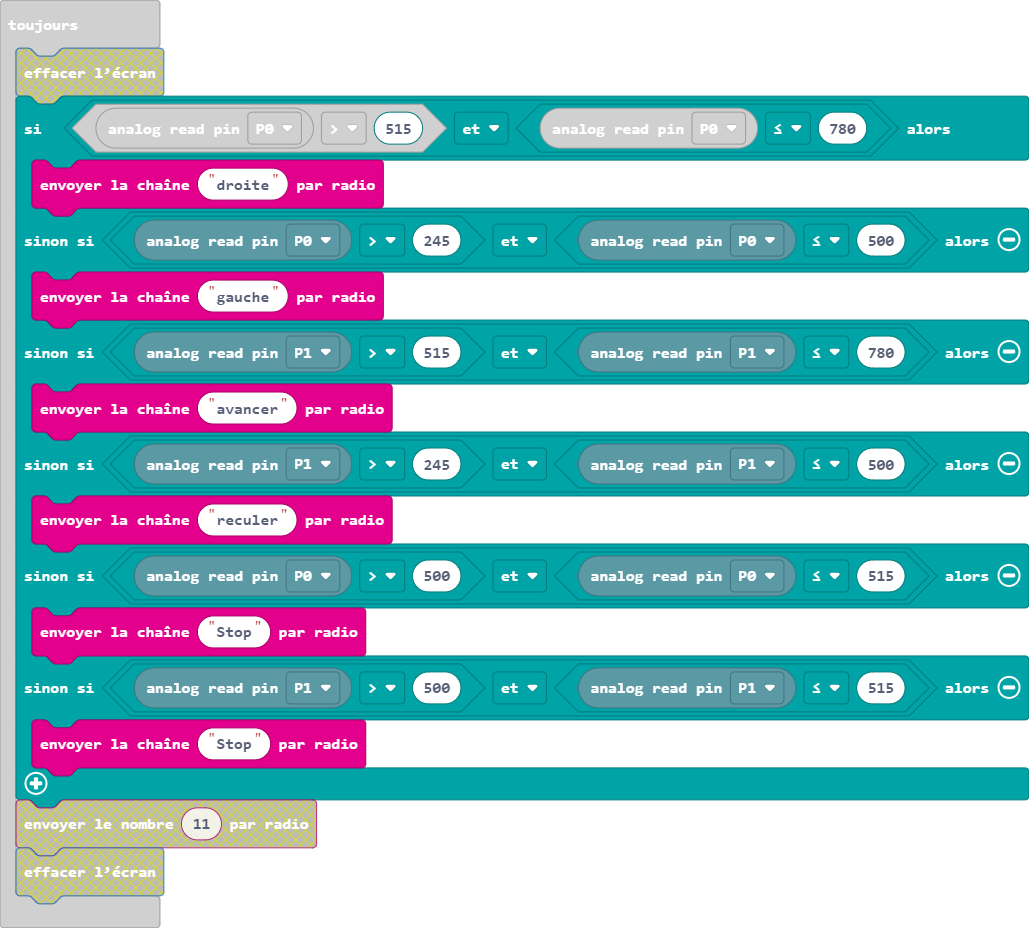 toujours
effacer l’écran
si analog read pin P0 > 515 et analog read pin P0 ≤ 780 alors
envoyer la chaîne "droite" par radio
sinon si analog read pin P0 > 245 et analog read pin P0 ≤ 500 alors
envoyer la chaîne "gauche" par radio
sinon si analog read pin P1 > 515 et analog read pin P1 ≤ 780 alors
envoyer la chaîne "avancer" par radio
sinon si analog read pin P1 > 245 et analog read pin P1 ≤ 500 alors
envoyer la chaîne "reculer" par radio
sinon si analog read pin P0 > 500 et analog read pin P0 ≤ 515 alors
envoyer la chaîne "Stop" par radio
sinon si analog read pin P1 > 500 et analog read pin P1 ≤ 515 alors
envoyer la chaîne "Stop" par radio
envoyer le nombre 11 par radio
effacer l’écran